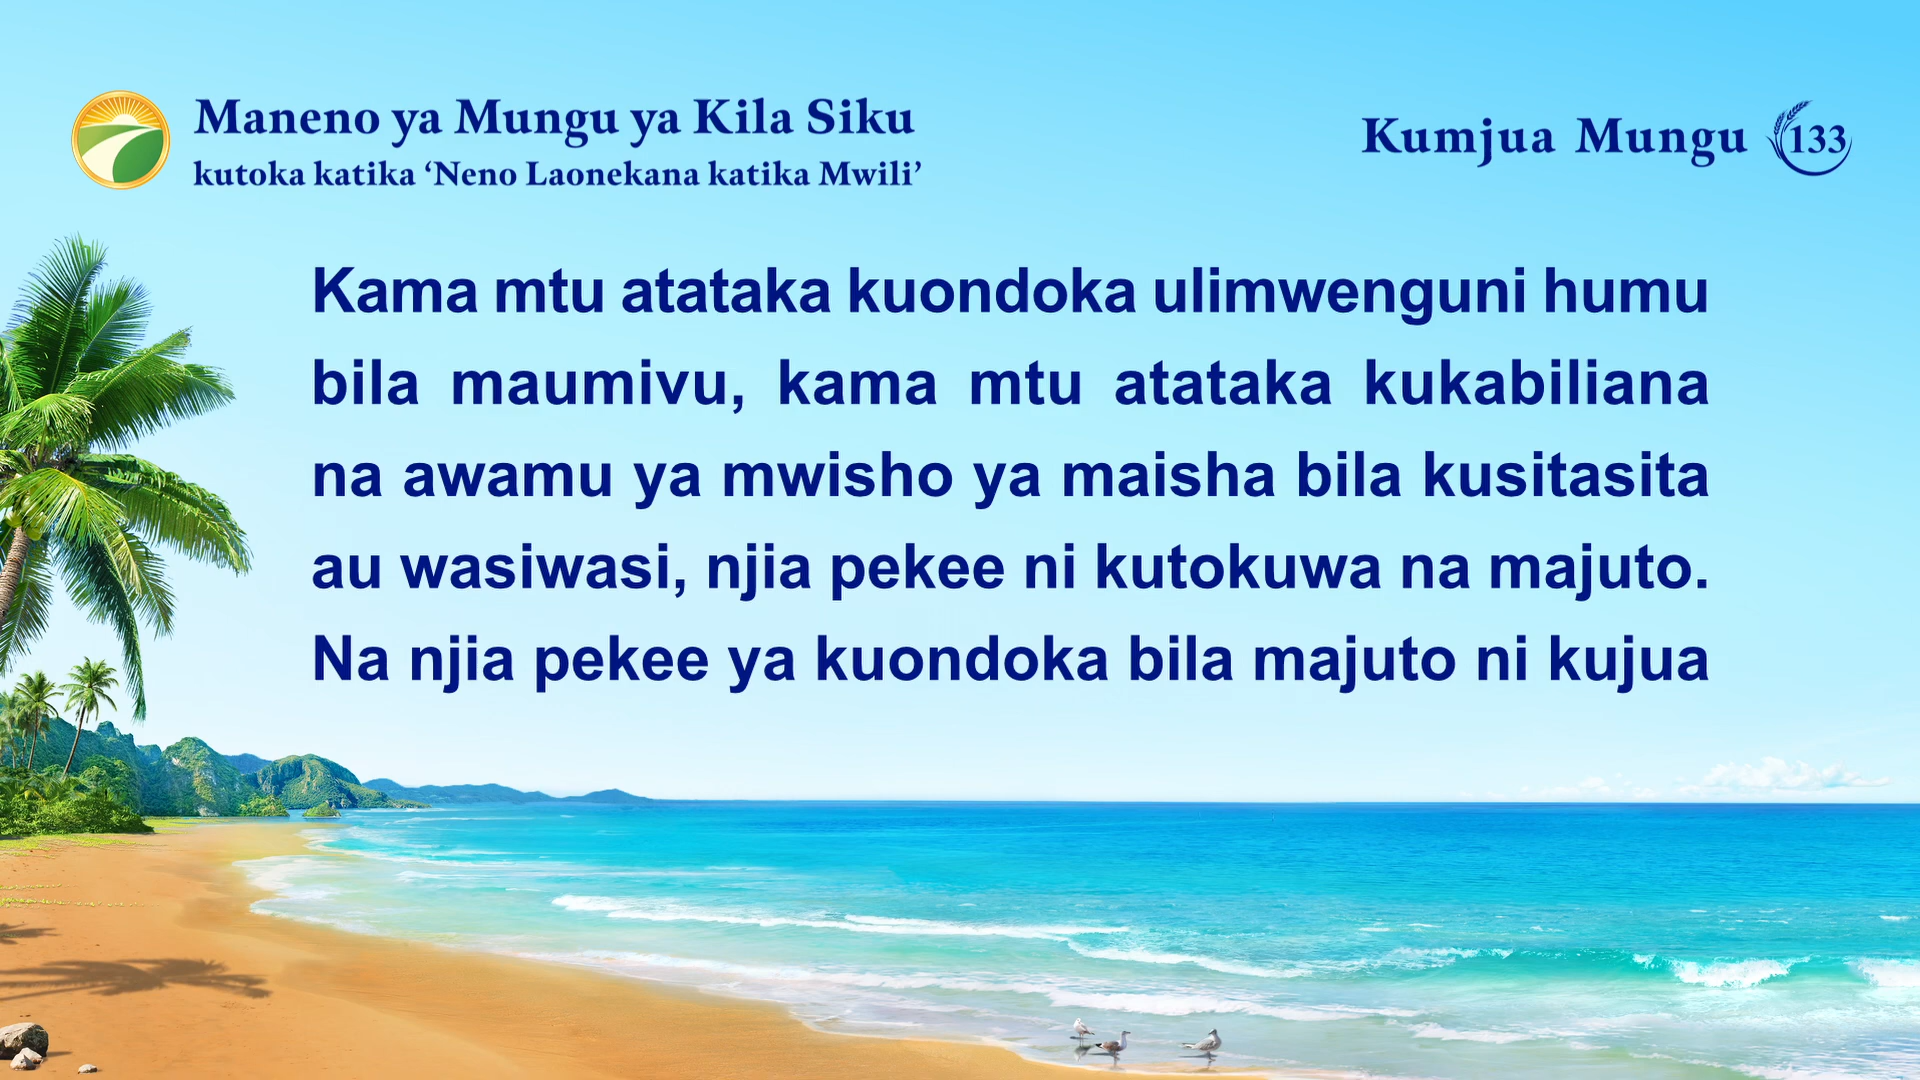 Maneno ya Mungu ya Kila Siku
kutoka katika ‘Neno Laonekana katika Mwili’
Kumjua Mungu 133
Kama mtu atataka kuondoka ulimwenguni humu
bila maumivu, kama mtu atataka kukabiliana
na awamu ya mwisho ya maisha bila kusitasita
au wasiwasi, njia pekee ni kutokuwa na majuto.
Na njia pekee ya kuondoka bila majuto ni kujua